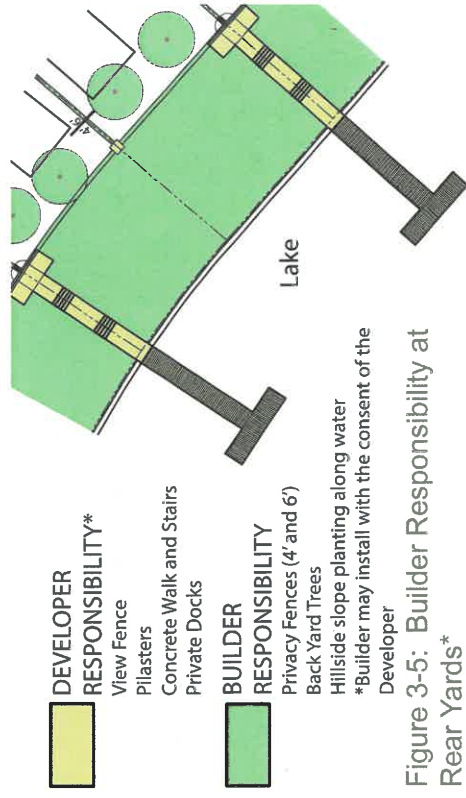 DEVELOPER
RESPONSIBILITY*
View Fence
Pilasters
Concrete Walk and Stairs
Private Docks
BUILDER
RESPONSIBILITY
Privacy Fences (4' and 6')
Back Yard Trees
Hillside slope planting along water
*Builder may install with the consent of the
Developer
Lake
Figure 3-5: Builder Responsibility at
Rear Yards*